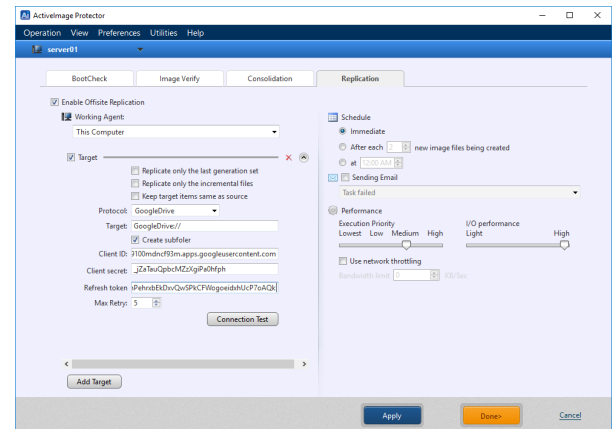 ActiveImage Protector
Operation View Preferences Utilities Help
server01
BootCheck Image Verify Consolidation Replication
Enable Offisite Replication
Working Agent:
This Computer
Target
Replicate only the last generation set
Replicate only the incremental files
Keep target items same as source
Protocol: GoogleDrive
Target: GoogleDrive://
Create subfoler
Client ID: 9100mdncf93m.apps.googleusercontent.com
Client secret: _jZaTauQpbcMZzXgiPa0hfph
Refresh token
Max Retry: 5
Connection Test
Add Target
Schedule
Immediate
After each 2 new image files being created
at 12:00 AM
Sending Email
Task failed
Performance
Execution Priority I/O performance
Lowest Low Medium High Light High
Use network throttling
Bandwidth limit: 0 KB/Sec
Apply Done> Cancel